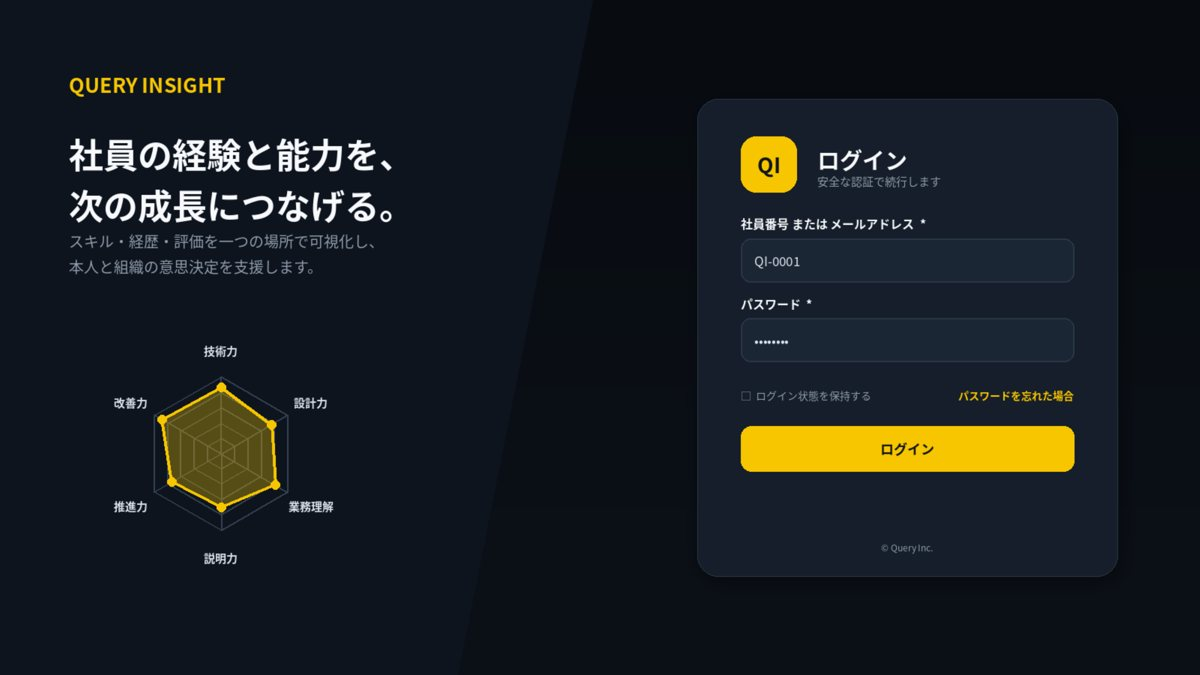 QUERY INSIGHT
社員の経験と能力を、
次の成長につなげる。
スキル・経歴・評価を一つの場所で可視化し、
本人と組織の意思決定を支援します。
技術力
改善力
設計力
推進力
業務理解
説明力
QI
ログイン
安全な認証で続行します
社員番号 または メールアドレス *
QI-0001
パスワード *
••••••••
☐ ログイン状態を保持する
パスワードを忘れた場合
ログイン
© Query Inc.